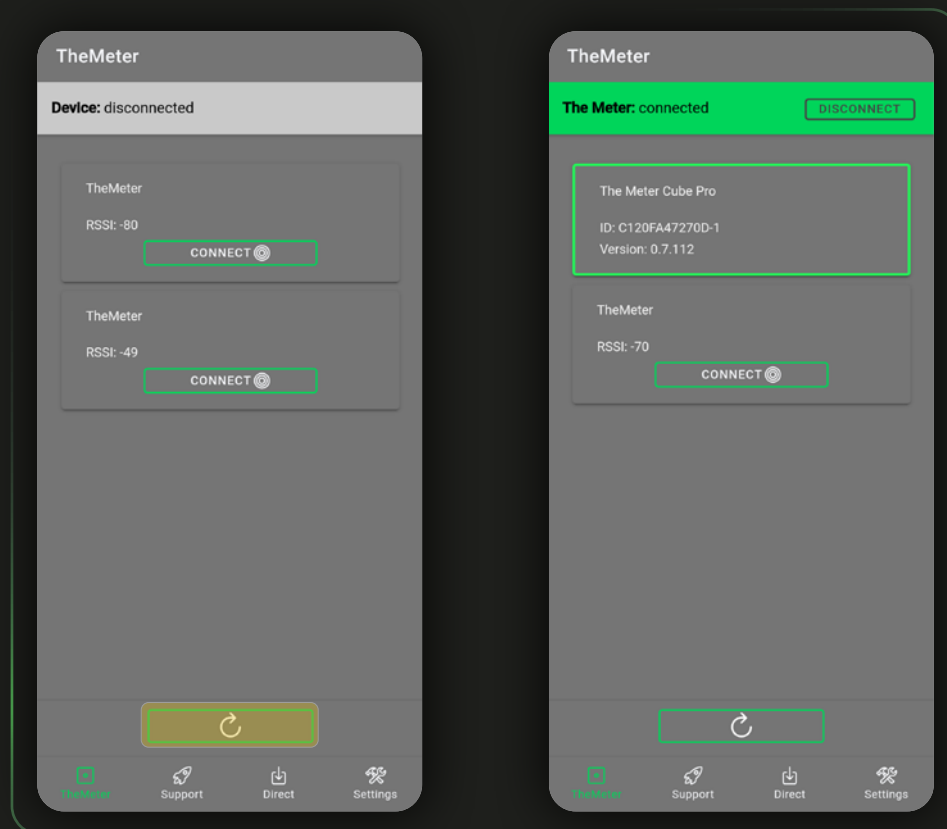 TheMeter
Device: disconnected
TheMeter
RSSI: -80
CONNECT
TheMeter
RSSI: -49
CONNECT
TheMeter
Support
Direct
Settings
TheMeter
The Meter: connected
DISCONNECT
The Meter Cube Pro
ID: C120FA47270D-1
Version: 0.7.112
TheMeter
RSSI: -70
CONNECT
TheMeter
Support
Direct
Settings